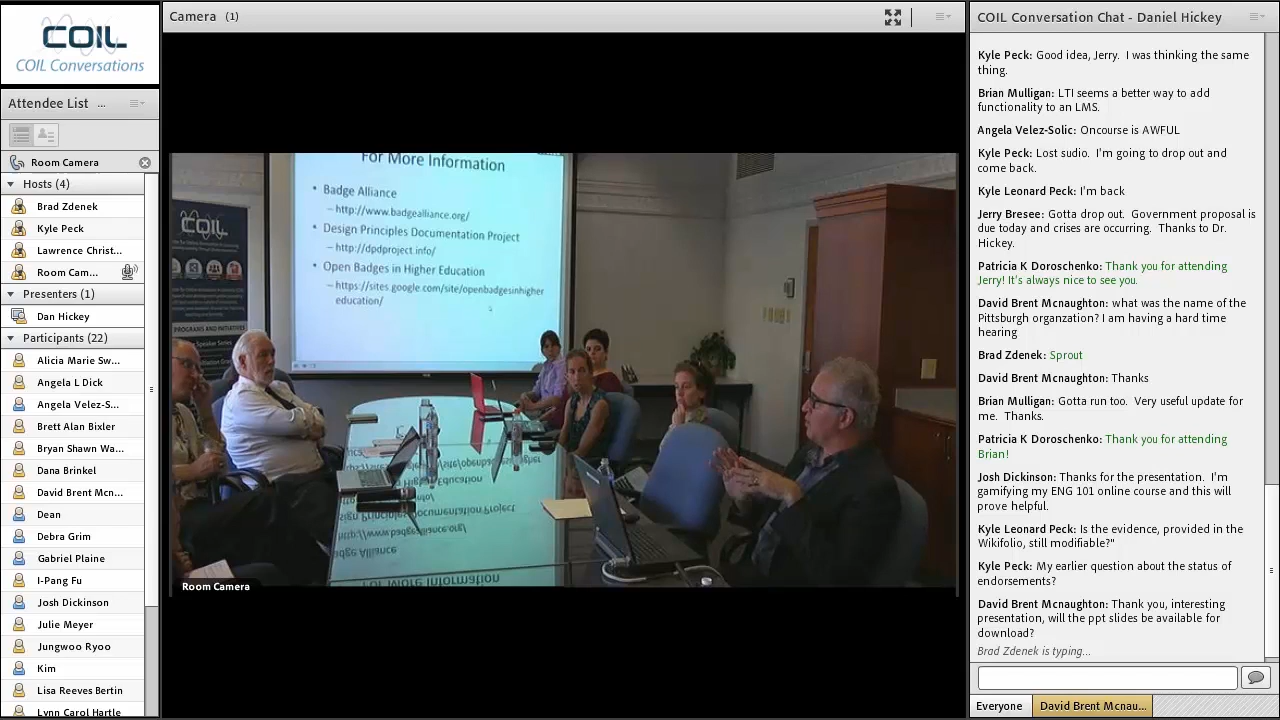 COIL
COIL Conversations
Attendee List ...
Room Camera
Hosts (4)
Brad Zdenek
Kyle Peck
Lawrence Christ...
Room Cam...
Presenters (1)
Dan Hickey
Participants (22)
Alicia Marie Sw...
Angela L Dick
Angela Velez-S...
Brett Alan Bixler
Bryan Shawn Wa...
Dana Brinkel
David Brent Mcn...
Dean
Debra Grim
Gabriel Plaine
I-Pang Fu
Josh Dickinson
Julie Meyer
Jungwoo Ryoo
Kim
Lisa Reeves Bertin
Lynn Carol Hartle
Camera (1)
For More Information
• Badge Alliance
– http://www.badgealliance.org/
• Design Principles Documentation Project
– http://dpdproject.info/
• Open Badges in Higher Education
– https://sites.google.com/site/openbadgesinhigher
education/
COIL
PROGRAMS AND INITIATIVES
Room Camera
COIL Conversation Chat - Daniel Hickey
Kyle Peck: Good idea, Jerry. I was thinking the same
thing.
Brian Mulligan: LTI seems a better way to add
functionality to an LMS.
Angela Velez-Solic: Oncourse is AWFUL
Kyle Peck: Lost sudio. I'm going to drop out and
come back.
Kyle Leonard Peck: I'm back
Jerry Breese: Gotta drop out. Government proposal is
due today and crises are occuring. Thanks to Dr.
Hickey.
Patricia K Doroschenko: Thank you for attending
Jerry! It's always nice to see you.
David Brent Mcnaughton: what was the name of the
Pittsburgh organzation? I am having a hard time
hearing
Brad Zdenek: Sprout
David Brent Mcnaughton: Thanks
Brian Mulligan: Gotta run too. Very useful update for
me. Thanks.
Patricia K Doroschenko: Thank you for attending
Brian!
Josh Dickinson: Thanks for the presentation. I'm
gamifying my ENG 101 online course and this will
prove helpful.
Kyle Leonard Peck: Is the evidence, provided in the
Wikifolio, still modifiable?"
Kyle Peck: My earlier question about the status of
endorsements?
David Brent Mcnaughton: Thank you, interesting
presentation, will the ppt slides be available for
download?
Brad Zdenek is typing...
Everyone
David Brent Mcnau...